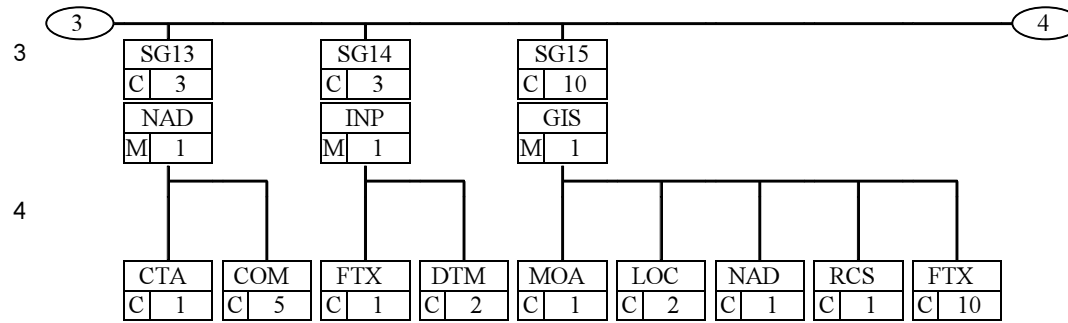 3 4
3
SG13 SG14 SG15
C 3 C 3 C 10
NAD INP GIS
M 1 M 1 M 1
4
CTA COM FTX DTM MOA LOC NAD RCS FTX
C 1 C 5 C 1 C 2 C 1 C 2 C 1 C 1 C 10